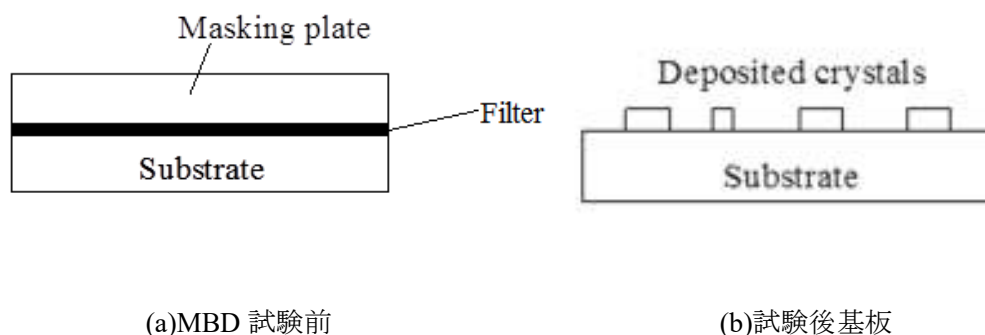 Masking plate
Filter
Substrate
Deposited crystals
Substrate
(a)MBD 試験前
(b)試験後基板